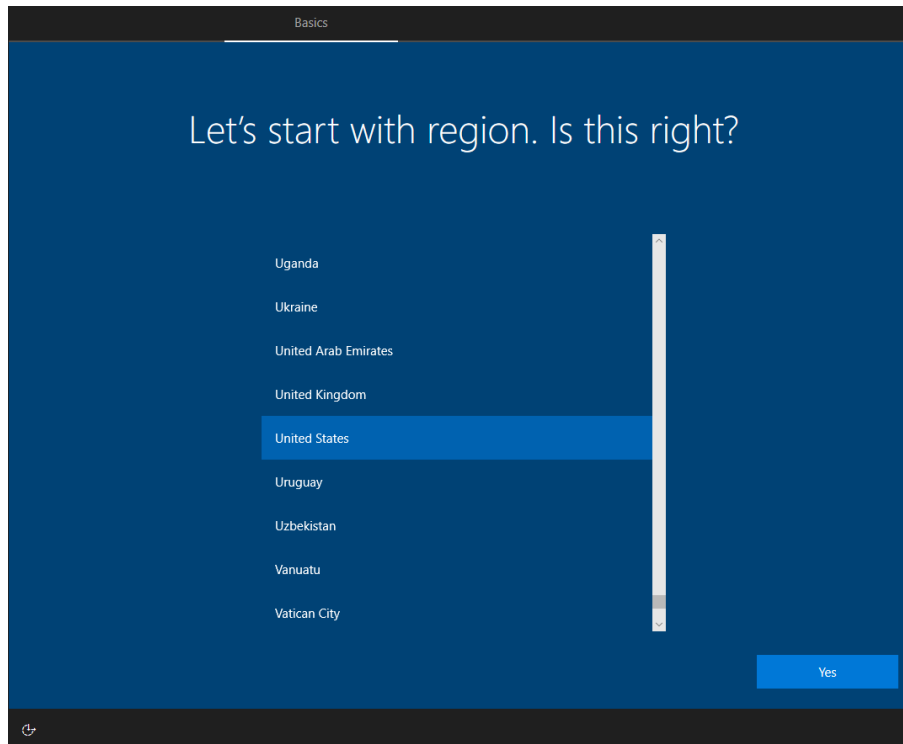 Basics
Let's start with region. Is this right?
Uganda
Ukraine
United Arab Emirates
United Kingdom
United States
Uruguay
Uzbekistan
Vanuatu
Vatican City
Yes